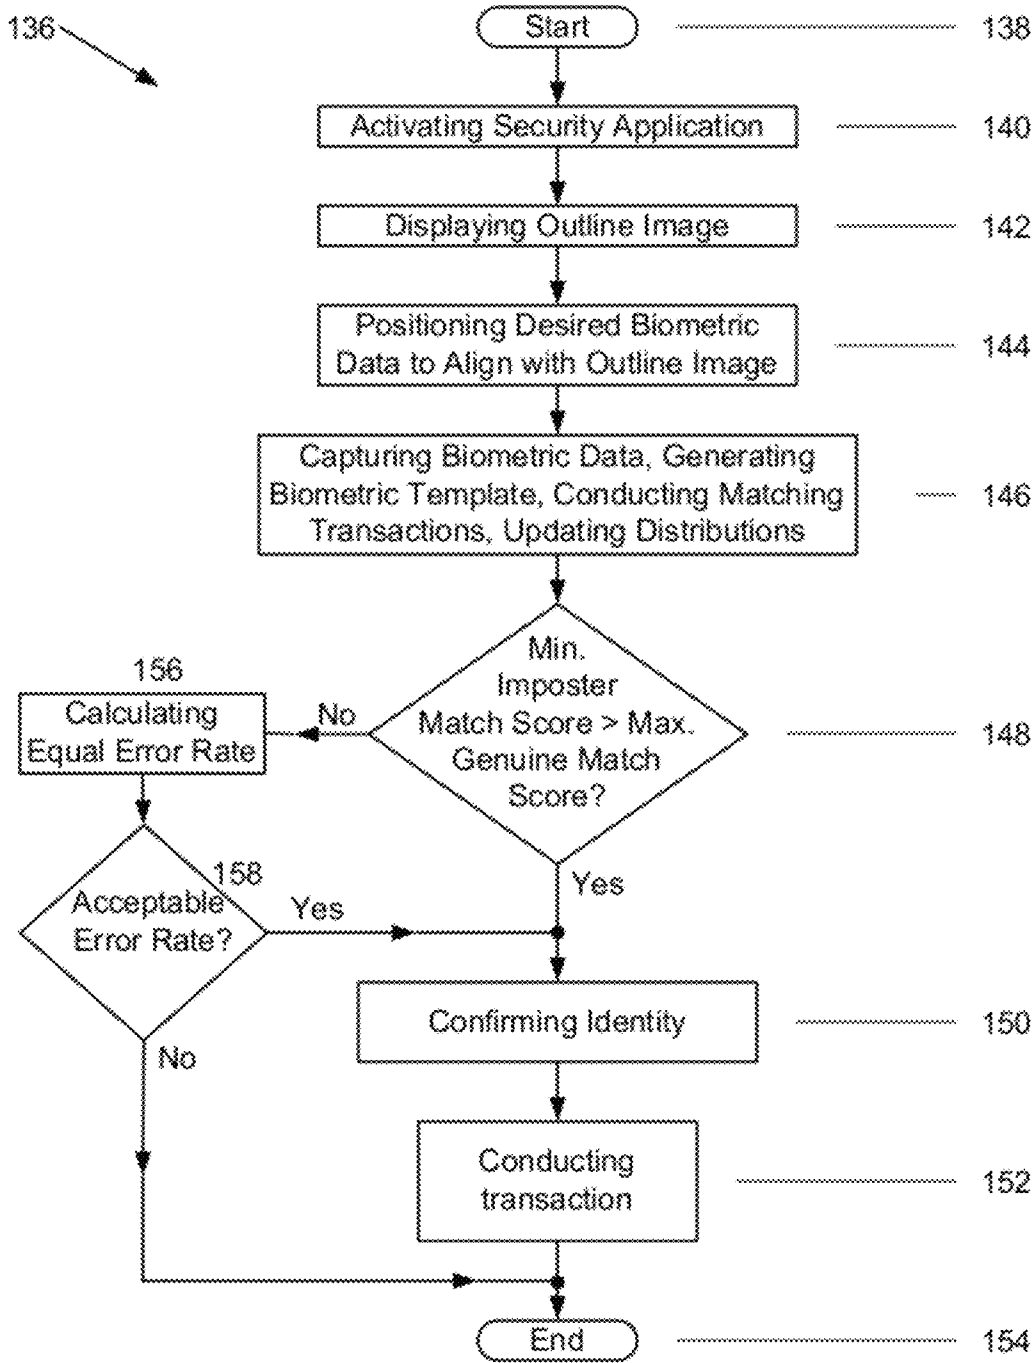 136
Start
138
Activating Security Application
140
Displaying Outline Image
142
Positioning Desired Biometric
Data to Align with Outline Image
144
Capturing Biometric Data, Generating
Biometric Template, Conducting Matching
Transactions, Updating Distributions
146
Min.
Imposter
Match Score > Max.
Genuine Match
Score?
148
No
156
Calculating
Equal Error Rate
Yes
158
Acceptable
Error Rate?
Yes
No
Confirming Identity
150
Conducting
transaction
152
End
154